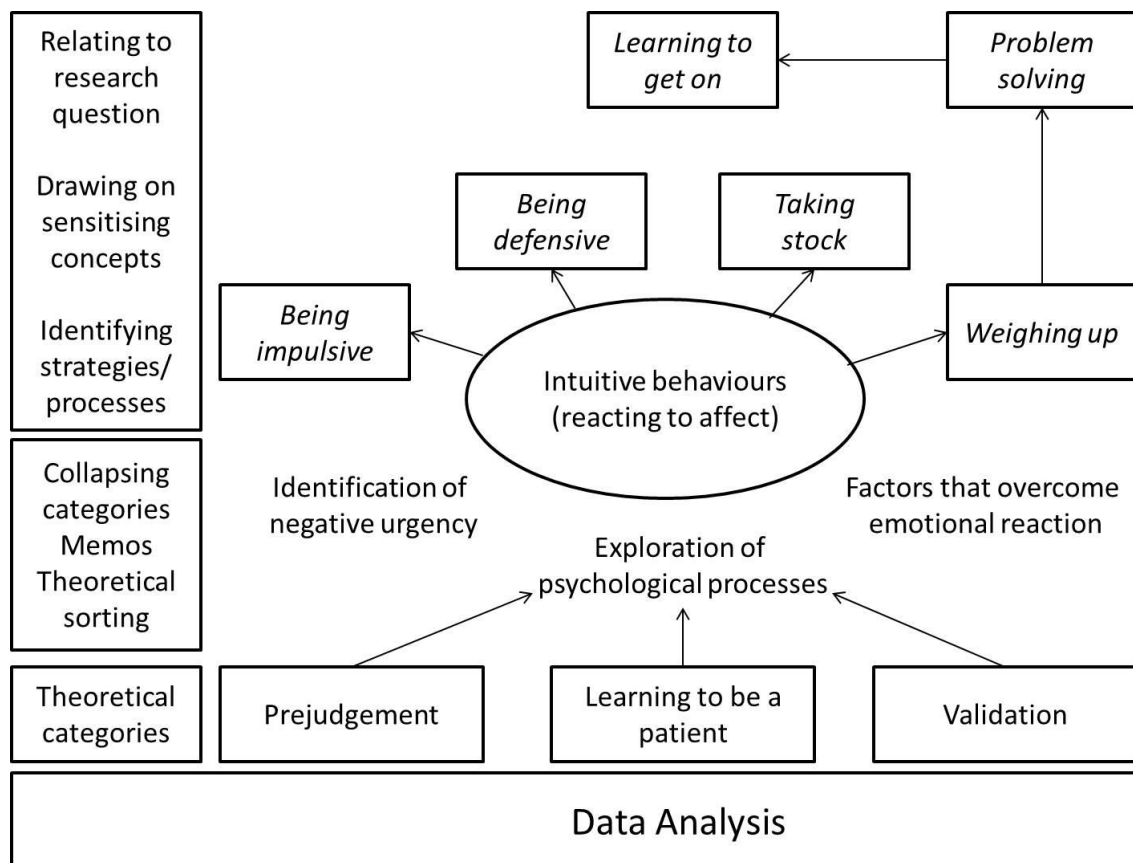 Relating to
research
question
Drawing on
sensitising
concepts
Identifying
strategies/
processes
Collapsing
categories
Memos
Theoretical
sorting
Theoretical
categories
Learning to
get on
Problem
solving
Being
defensive
Taking
stock
Being
impulsive
Weighing up
Intuitive behaviours
(reacting to affect)
Identification of
negative urgency
Factors that overcome
emotional reaction
Exploration of
psychological processes
Prejudgement
Learning to be a
patient
Validation
Data Analysis